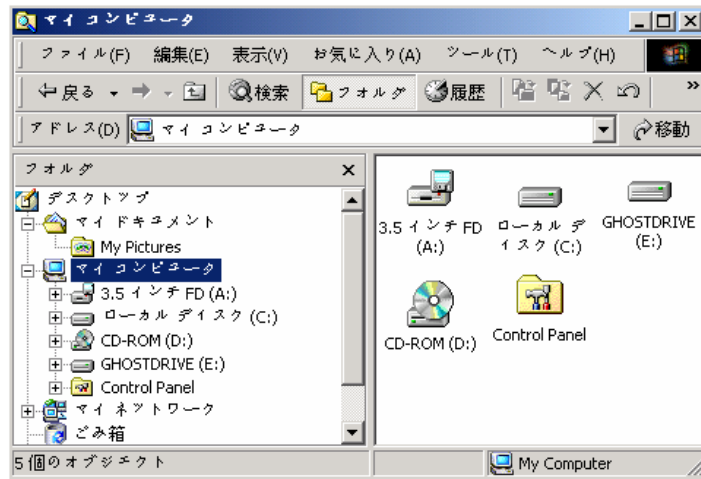 マイ コンピュータ
ファイル(F) 編集(E) 表示(V) お気に入り(A) ツール(T) ヘルプ(H)
戻る 検索 フォルダ 履歴 »
アドレス(D) マイ コンピュータ 移動
フォルダ
デスクトップ
マイ ドキュメント
My Pictures
マイ コンピュータ
3.5 インチ FD (A:)
ローカル ディスク (C:)
CD-ROM (D:)
GHOSTDRIVE (E:)
Control Panel
マイ ネットワーク
ごみ箱
3.5 インチ FD
(A:)
ローカル デ
ィスク (C:)
GHOSTDRIVE
(E:)
CD-ROM (D:)
Control Panel
5 個のオブジェクト
My Computer